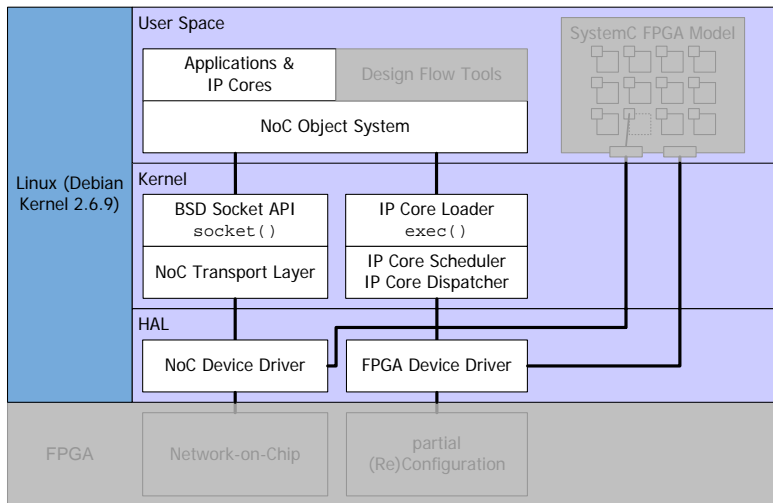 User Space
SystemC FPGA Model
Applications &
IP Cores
Design Flow Tools
NoC Object System
Linux (Debian
Kernel 2.6.9)
Kernel
BSD Socket API
socket()
IP Core Loader
exec()
NoC Transport Layer
IP Core Scheduler
IP Core Dispatcher
HAL
NoC Device Driver
FPGA Device Driver
FPGA
Network-on-Chip
partial
(Re)Configuration